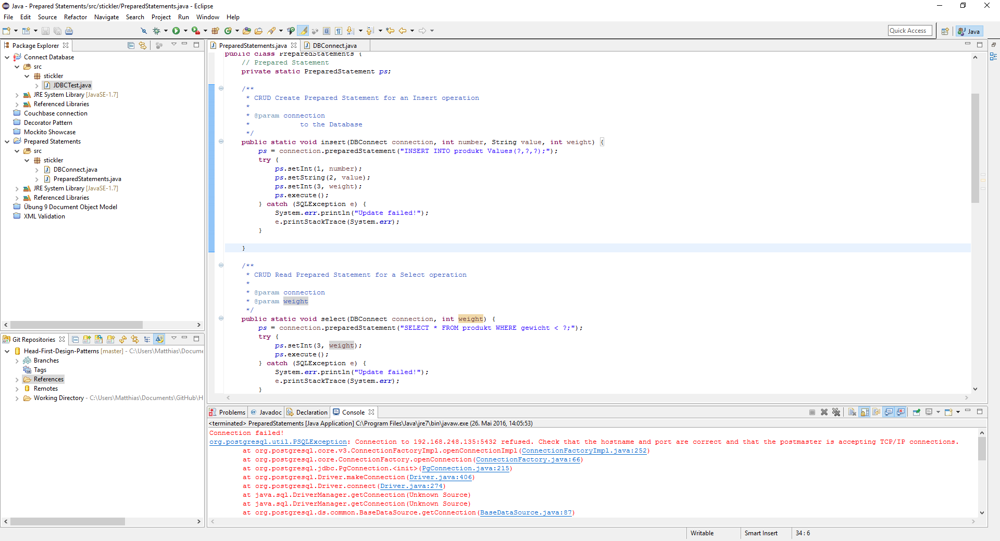 Java - Prepared Statements/src/stickler/PreparedStatements.java - Eclipse
File Edit Source Refactor Navigate Search Project Run Window Help
Quick Access
Java
Package Explorer
Connect Database
src
stickler
JDBCTest.java
JRE System Library [JavaSE-1.7]
Referenced Libraries
Couchbase connection
Decorator Pattern
Mockito Showcase
Prepared Statements
src
stickler
DBConnect.java
PreparedStatements.java
JRE System Library [JavaSE-1.7]
Referenced Libraries
Übung 9 Document Object Model
XML Validation
Git Repositories
Head-First-Design-Patterns [master] - C:\Users\Matthias\Docume
Branches
Tags
References
Remotes
Working Directory - C:\Users\Matthias\Documents\GitHub\H
PreparedStatements.java DBConnect.java
public class PreparedStatements {
// Prepared Statement
private static PreparedStatement ps;
/**
* CRUD Create Prepared Statement for an Insert operation
*
* @param connection
* to the Database
*/
public static void insert(DBConnect connection, int number, String value, int weight) {
ps = connection.preparedStatement("INSERT INTO produkt Values(?,?,?);");
try {
ps.setInt(1, number);
ps.setString(2, value);
ps.setInt(3, weight);
ps.execute();
} catch (SQLException e) {
System.err.println("Update failed!");
e.printStackTrace(System.err);
}
}
/**
* CRUD Read Prepared Statement for a Select operation
*
* @param connection
* @param weight
*/
public static void select(DBConnect connection, int weight) {
ps = connection.preparedStatement("SELECT * FROM produkt WHERE gewicht < ?;");
try {
ps.setInt(3, weight);
ps.execute();
} catch (SQLException e) {
System.err.println("Update failed!");
e.printStackTrace(System.err);
}
Problems Javadoc Declaration Console
<terminated> PreparedStatements [Java Application] C:\Program Files\Java\jre7\bin\javaw.exe (26. Mai 2016, 14:05:53)
Connection failed!
org.postgresql.util.PSQLException: Connection to 192.168.248.135:5432 refused. Check that the hostname and port are correct and that the postmaster is accepting TCP/IP connections.
at org.postgresql.core.v3.ConnectionFactoryImpl.openConnectionImpl(ConnectionFactoryImpl.java:252)
at org.postgresql.core.ConnectionFactory.openConnection(ConnectionFactory.java:66)
at org.postgresql.jdbc.PgConnection.<init>(PgConnection.java:215)
at org.postgresql.Driver.makeConnection(Driver.java:406)
at org.postgresql.Driver.connect(Driver.java:274)
at java.sql.DriverManager.getConnection(Unknown Source)
at java.sql.DriverManager.getConnection(Unknown Source)
at org.postgresql.ds.common.BaseDataSource.getConnection(BaseDataSource.java:87)
Writable Smart Insert 34 : 6